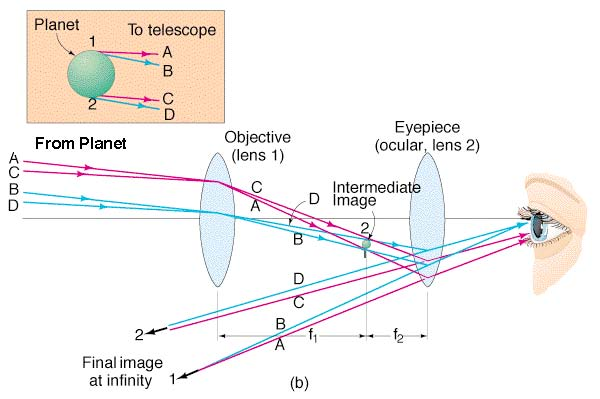 Planet
To telescope
1
A
B
2
C
D
From Planet
Objective
(lens 1)
Eyepiece
(ocular, lens 2)
A
C
B
D
C
A
D
B
Intermediate
Image
2
1
D
C
B
A
f₁
f₂
2
Final image
at infinity
1
(b)